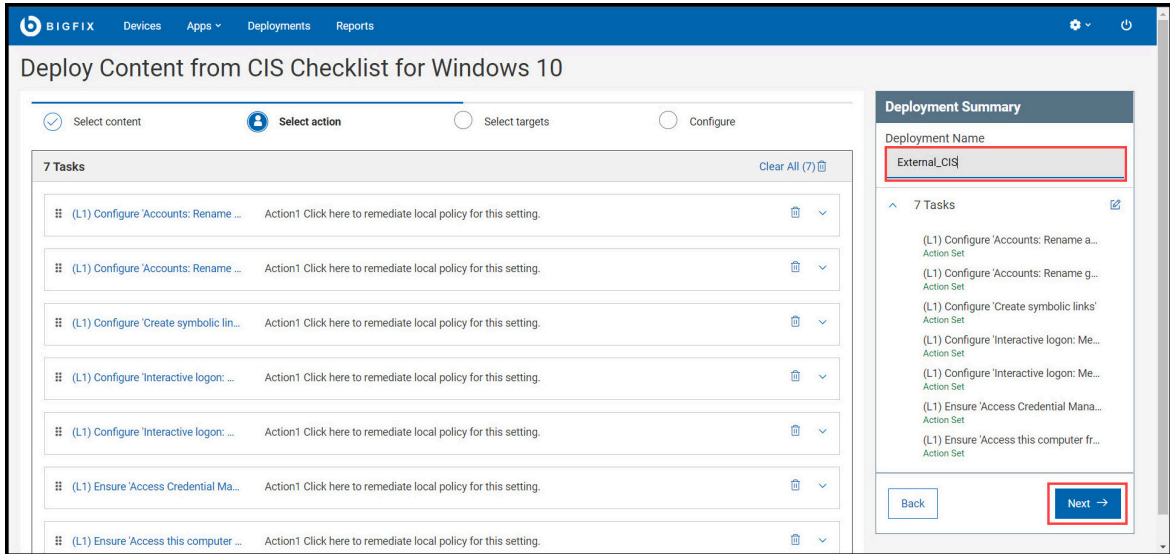 BIGFIX Devices Apps Deployments Reports
Deploy Content from CIS Checklist for Windows 10
Select content Select action Select targets Configure
7 Tasks Clear All (7)
(L1) Configure 'Accounts: Rename ... Action1 Click here to remediate local policy for this setting.
(L1) Configure 'Accounts: Rename ... Action1 Click here to remediate local policy for this setting.
(L1) Configure 'Create symbolic lin... Action1 Click here to remediate local policy for this setting.
(L1) Configure 'Interactive logon: ... Action1 Click here to remediate local policy for this setting.
(L1) Configure 'Interactive logon: ... Action1 Click here to remediate local policy for this setting.
(L1) Ensure 'Access Credential Ma... Action1 Click here to remediate local policy for this setting.
(L1) Ensure 'Access this computer ... Action1 Click here to remediate local policy for this setting.
Deployment Summary
Deployment Name
External_CIS
7 Tasks
(L1) Configure 'Accounts: Rename a...
Action Set
(L1) Configure 'Accounts: Rename g...
Action Set
(L1) Configure 'Create symbolic links'
Action Set
(L1) Configure 'Interactive logon: Me...
Action Set
(L1) Configure 'Interactive logon: Me...
Action Set
(L1) Ensure 'Access Credential Mana...
Action Set
(L1) Ensure 'Access this computer fr...
Action Set
Back Next →